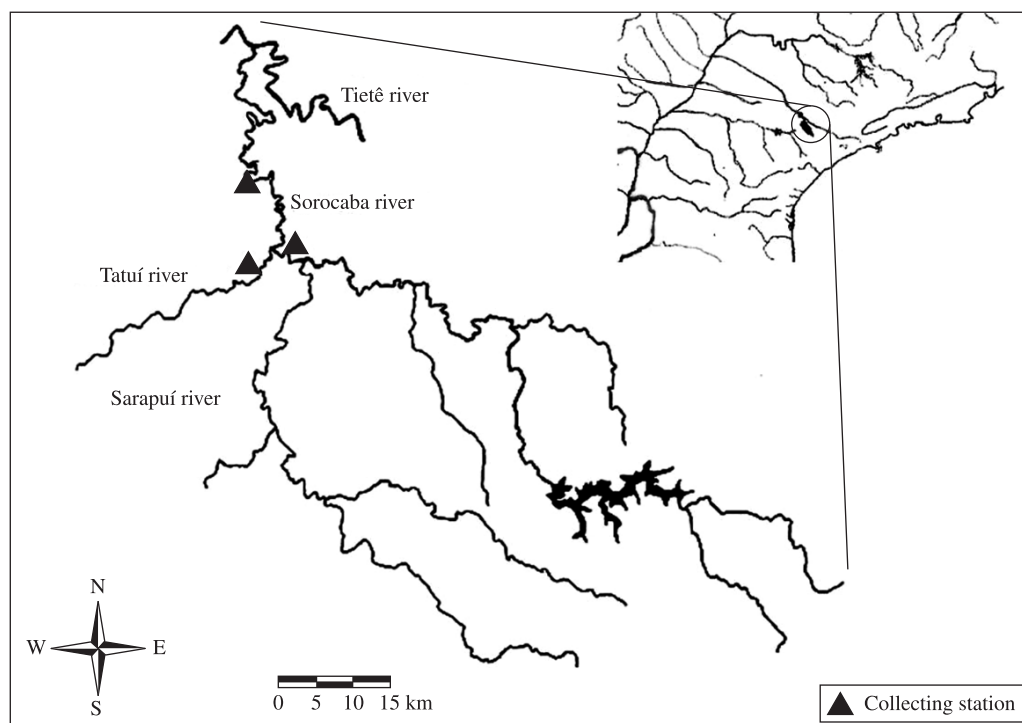 Tietê river
Sorocaba river
Tatuí river
Sarapuí river
N
W E
S
0 5 10 15 km
Collecting station